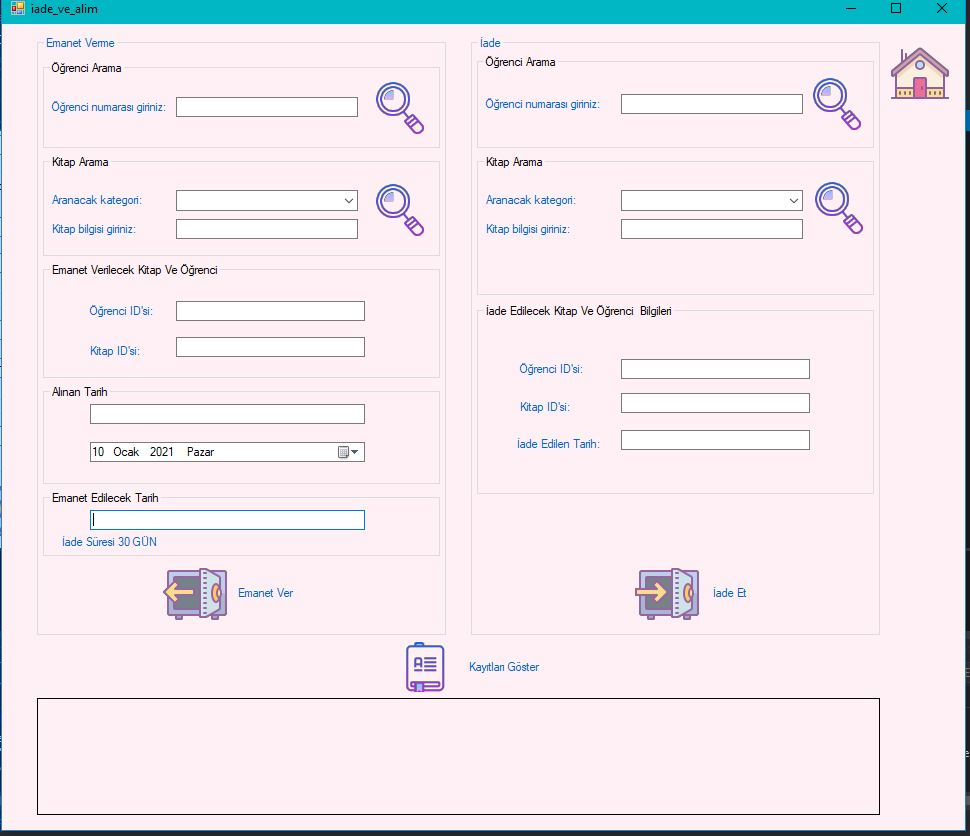 iade_ve_alim
Emanet Verme
Öğrenci Arama
Öğrenci numarası giriniz:
Kitap Arama
Aranacak kategori:
Kitap bilgisi giriniz:
Emanet Verilecek Kitap Ve Öğrenci
Öğrenci ID'si:
Kitap ID'si:
Alınan Tarih
10 Ocak 2021 Pazar
Emanet Edilecek Tarih
İade Süresi 30 GÜN
Emanet Ver
İade
Öğrenci Arama
Öğrenci numarası giriniz:
Kitap Arama
Aranacak kategori:
Kitap bilgisi giriniz:
İade Edilecek Kitap Ve Öğrenci Bilgileri
Öğrenci ID'si:
Kitap ID'si:
İade Edilen Tarih:
İade Et
Kayıtları Göster